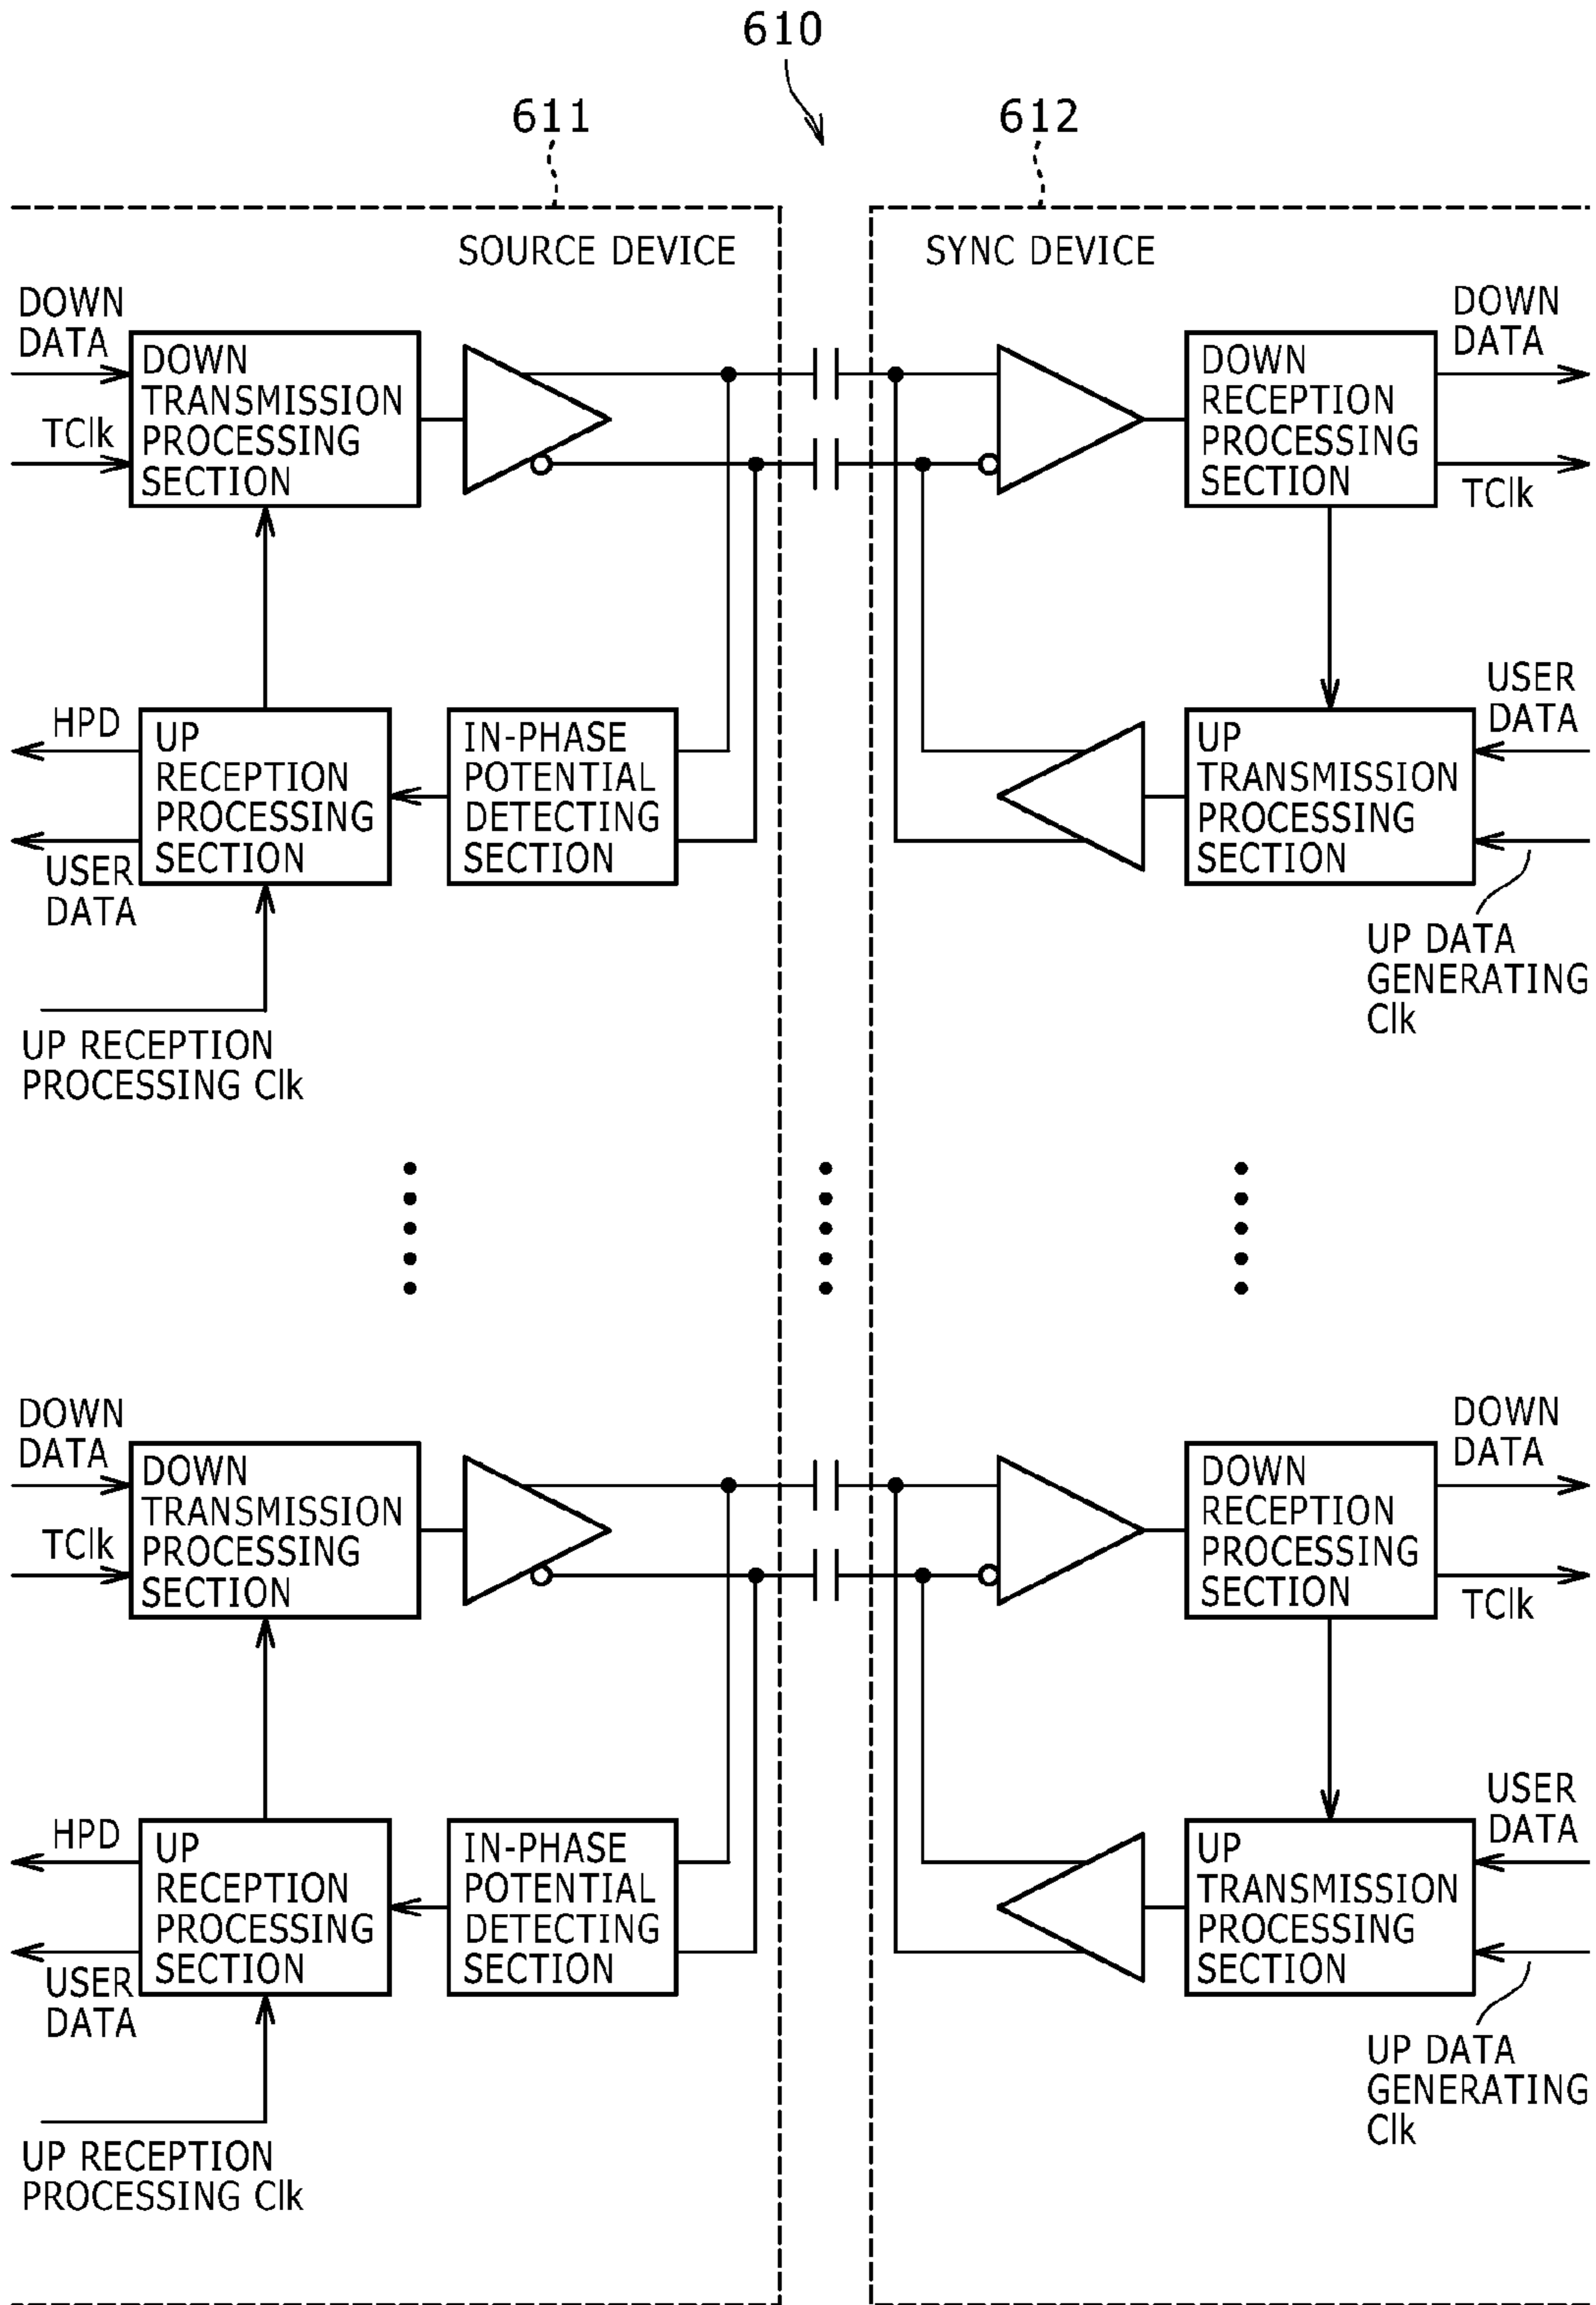 610
611
612
SOURCE DEVICE
SYNC DEVICE
DOWN
DATA
TClk
DOWN
TRANSMISSION
PROCESSING
SECTION
DOWN
RECEPTION
PROCESSING
SECTION
DOWN
DATA
TClk
HPD
USER
DATA
UP
RECEPTION
PROCESSING
SECTION
IN-PHASE
POTENTIAL
DETECTING
SECTION
UP
TRANSMISSION
PROCESSING
SECTION
USER
DATA
UP DATA
GENERATING
Clk
UP RECEPTION
PROCESSING Clk
DOWN
DATA
TClk
DOWN
TRANSMISSION
PROCESSING
SECTION
DOWN
RECEPTION
PROCESSING
SECTION
DOWN
DATA
TClk
HPD
USER
DATA
UP
RECEPTION
PROCESSING
SECTION
IN-PHASE
POTENTIAL
DETECTING
SECTION
UP
TRANSMISSION
PROCESSING
SECTION
USER
DATA
UP DATA
GENERATING
Clk
UP RECEPTION
PROCESSING Clk